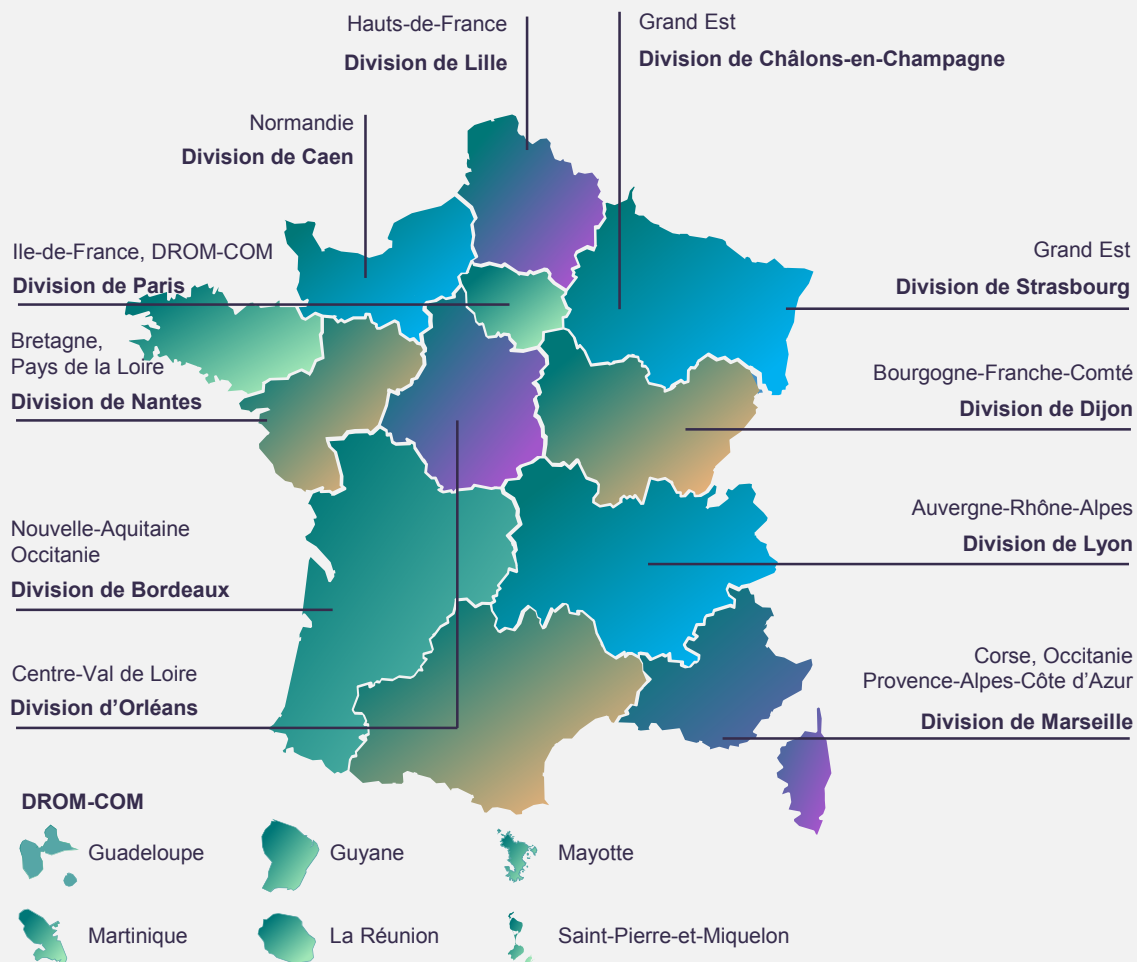 Hauts-de-France
Division de Lille
Grand Est
Division de Châlons-en-Champagne
Normandie
Division de Caen
Ile-de-France, DROM-COM
Division de Paris
Grand Est
Division de Strasbourg
Bretagne,
Pays de la Loire
Division de Nantes
Bourgogne-Franche-Comté
Division de Dijon
Nouvelle-Aquitaine
Occitanie
Division de Bordeaux
Auvergne-Rhône-Alpes
Division de Lyon
Centre-Val de Loire
Division d’Orléans
Corse, Occitanie
Provence-Alpes-Côte d’Azur
Division de Marseille
DROM-COM
Guadeloupe
Guyane
Mayotte
Martinique
La Réunion
Saint-Pierre-et-Miquelon